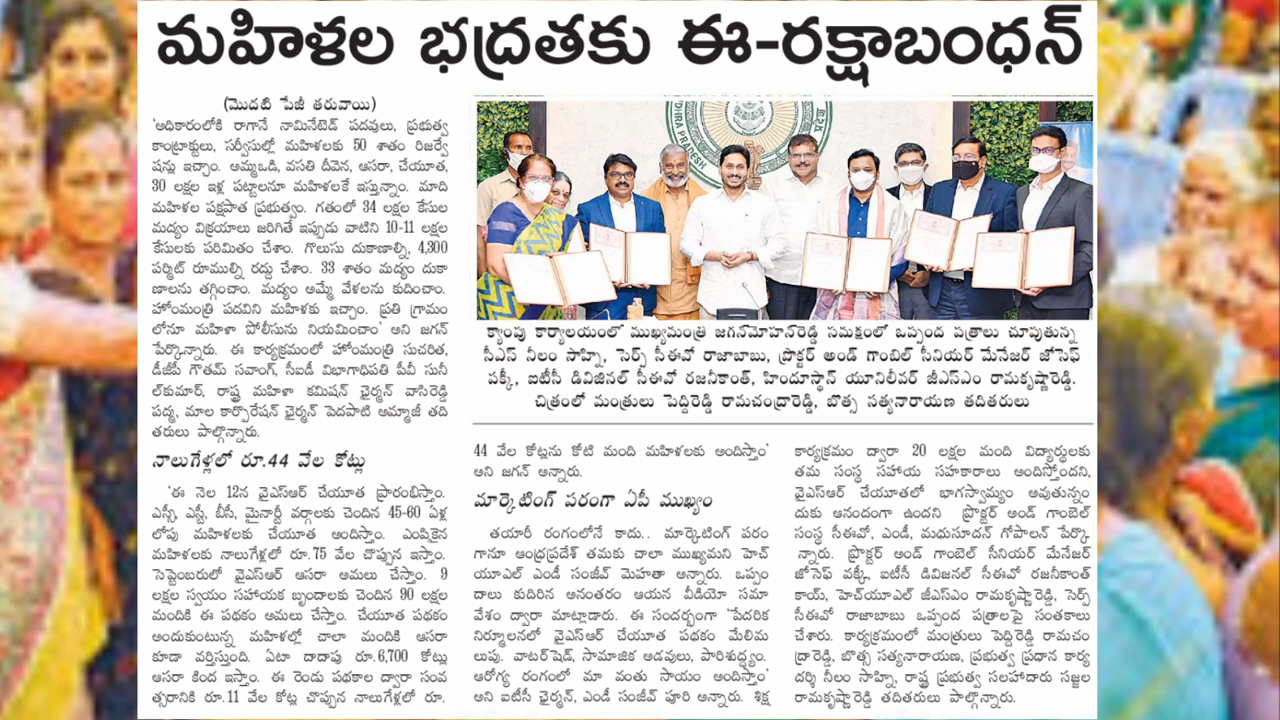 మహిళల భద్రతకు ఈ-రక్షాబంధన్
(మొదటి పేజీ తరువాయి)
'అధికారంలోకి రాగానే నామినేటెడ్ పదవులు, ప్రభుత్వ
కాంట్రాక్టులు, సర్వీసుల్లో మహిళలకు 50 శాతం రిజర్వే
షన్లు ఇచ్చాం. అమ్మఒడి, వసతి దీవెన, ఆసరా, చేయూత,
30 లక్షల ఇళ్ల పట్టాలనూ మహిళలకే ఇస్తున్నాం. మాది
మహిళల పక్షపాత ప్రభుత్వం. గతంలో 34 లక్షల కేసుల
మద్యం విక్రయాలు జరిగితే ఇప్పుడు వాటిని 10-11 లక్షల
కేసులకు పరిమితం చేశాం. గొలుసు దుకాణాల్ని, 4,300
పర్మిట్ రూముల్ని రద్దు చేశాం. 33 శాతం మద్యం దుకా
ణాలను తగ్గించాం. మద్యం అమ్మే వేళలను కుదించాం.
హోంమంత్రి పదవిని మహిళకు ఇచ్చాం. ప్రతి గ్రామం
లోనూ మహిళా పోలీసును నియమించాం' అని జగన్
పేర్కొన్నారు. ఈ కార్యక్రమంలో హోంమంత్రి సుచరిత,
డీజీపీ గౌతమ్ సవాంగ్, సీఐడీ విభాగాధిపతి పీవీ సునీ
ల్‌కుమార్, రాష్ట్ర మహిళా కమిషన్ ఛైర్మన్ వాసిరెడ్డి
పద్మ, మాల కార్పొరేషన్ ఛైర్మన్ పెదపాటి అమ్మాజీ తది
తరులు పాల్గొన్నారు.
నాలుగేళ్లలో రూ.44 వేల కోట్లు
'ఈ నెల 12న వైఎస్ఆర్ చేయూత ప్రారంభిస్తాం.
ఎస్సీ, ఎస్టీ, బీసీ, మైనార్టీ వర్గాలకు చెందిన 45-60 ఏళ్ల
లోపు మహిళలకు చేయూత అందిస్తాం. ఎంపికైన
మహిళలకు నాలుగేళ్లలో రూ.75 వేల చొప్పున ఇస్తాం.
సెప్టెంబరులో వైఎస్ఆర్ ఆసరా అమలు చేస్తాం. 9
లక్షల స్వయం సహాయక బృందాలకు చెందిన 90 లక్షల
మందికి ఈ పథకం అమలు చేస్తాం. చేయూత పథకం
అందుకుంటున్న మహిళల్లో చాలా మందికి ఆసరా
కూడా వర్తిస్తుంది. ఏటా దాదాపు రూ.6,700 కోట్లు
ఆసరా కింద ఇస్తాం. ఈ రెండు పథకాల ద్వారా సంవ
త్సరానికి రూ.11 వేల కోట్ల చొప్పున నాలుగేళ్లలో రూ.
ANDHRA PRADESH
క్యాంపు కార్యాలయంలో ముఖ్యమంత్రి జగన్‌మోహన్‌రెడ్డి సమక్షంలో ఒప్పంద పత్రాలు చూపుతున్న
సీఎస్ నీలం సాహ్ని, సెర్ప్ సీఈవో రాజాబాబు, ప్రొక్టర్ అండ్ గాంబిల్ సీనియర్ మేనేజర్ జోసెఫ్
వక్కీ, ఐటీసీ డివిజినల్ సీఈవో రజనీకాంత్, హిందూస్థాన్ యూనిలీవర్ జీఎస్ఎం రామకృష్ణారెడ్డి.
చిత్రంలో మంత్రులు పెద్దిరెడ్డి రామచంద్రారెడ్డి, బొత్స సత్యనారాయణ తదితరులు
44 వేల కోట్లను కోటి మంది మహిళలకు అందిస్తాం'
అని జగన్ అన్నారు.
మార్కెటింగ్ పరంగా ఏపీ ముఖ్యం
తయారీ రంగంలోనే కాదు.. మార్కెటింగ్ పరం
గానూ ఆంధ్రప్రదేశ్ తమకు చాలా ముఖ్యమని హెచ్
యూఎల్ ఎండీ సంజీవ్ మెహతా అన్నారు. ఒప్పం
దాలు కుదిరిన అనంతరం ఆయన వీడియో సమా
వేశం ద్వారా మాట్లాడారు. ఈ సందర్భంగా 'పేదరిక
నిర్మూలనలో వైఎస్ఆర్ చేయూత పథకం మేలిమ
లుపు. వాటర్‌షెడ్, సామాజిక అడవులు, పారిశుద్ధ్యం,
ఆరోగ్య రంగంలో మా వంతు సాయం అందిస్తాం'
అని ఐటీసీ ఛైర్మన్, ఎండీ సంజీవ్ పూరి అన్నారు. శిక్ష
కార్యక్రమం ద్వారా 20 లక్షల మంది విద్యార్థులకు
తమ సంస్థ సహాయ సహకారాలు అందిస్తోందని,
వైఎస్ఆర్ చేయూతలో భాగస్వామ్యం అవుతున్నం
దుకు ఆనందంగా ఉందని ప్రొక్టర్ అండ్ గాంబెల్
సంస్థ సీఈవో, ఎండీ, మధుసూదన్ గోపాలన్ పేర్కొ
న్నారు. ప్రొక్టర్ అండ్ గాంబెల్ సీనియర్ మేనేజర్
జోసెఫ్ వక్కీ, ఐటీసీ డివిజనల్ సీఈవో రజనీకాంత్
కాయ్, హెచ్‌యూఎల్ జీఎస్ఎం రామకృష్ణారెడ్డి, సెర్ప్
సీఈవో రాజాబాబు ఒప్పంద పత్రాలపై సంతకాలు
చేశారు. కార్యక్రమంలో మంత్రులు పెద్దిరెడ్డి రామచం
ద్రారెడ్డి, బొత్స సత్యనారాయణ, ప్రభుత్వ ప్రధాన కార్య
దర్శి నీలం సాహ్ని, రాష్ట్ర ప్రభుత్వ సలహాదారు సజ్జల
రామకృష్ణారెడ్డి తదితరులు పాల్గొన్నారు.